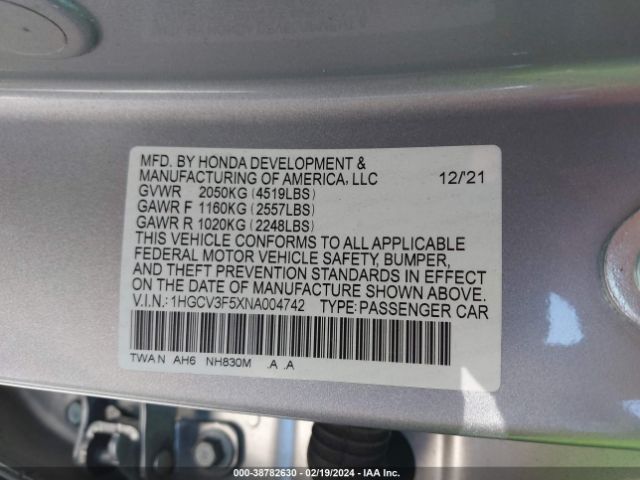 MFD. BY HONDA DEVELOPMENT &
MANUFACTURING OF AMERICA, LLC 12/'21
GVWR 2050KG (4519LBS)
GAWR F 1160KG (2557LBS)
GAWR R 1020KG (2248LBS)
THIS VEHICLE CONFORMS TO ALL APPLICABLE
FEDERAL MOTOR VEHICLE SAFETY, BUMPER,
AND THEFT PREVENTION STANDARDS IN EFFECT
ON THE DATE OF MANUFACTURE SHOWN ABOVE.
V.I.N.: 1HGCV3F5XNA004742 TYPE: PASSENGER CAR
TWA N AH6 NH830M .A .A
000-38782630 - 02/19/2024 - IAA Inc.